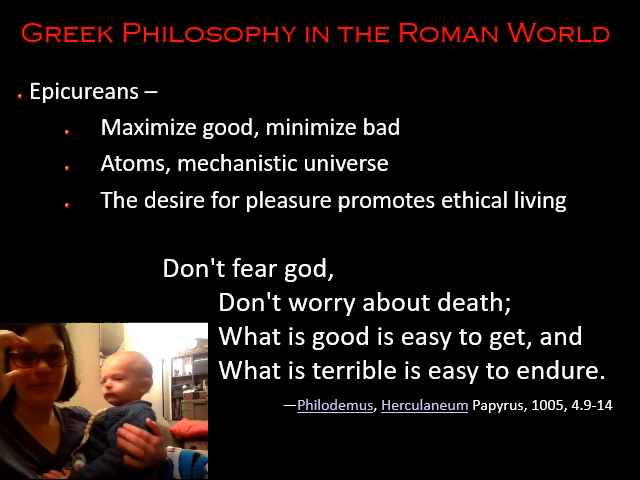 Greek Philosophy in the Roman World
Epicureans –
Maximize good, minimize bad
Atoms, mechanistic universe
The desire for pleasure promotes ethical living
Don't fear god,
Don't worry about death;
What is good is easy to get, and
What is terrible is easy to endure.
—Philodemus, Herculaneum Papyrus, 1005, 4.9-14